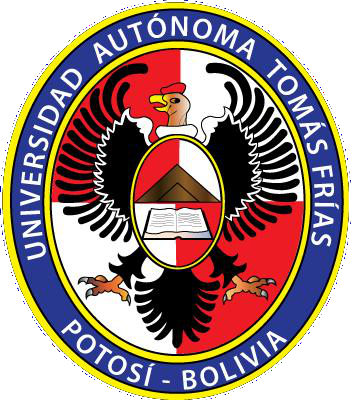 UNIVERSIDAD AUTÓNOMA TOMÁS FRÍAS
POTOSÍ - BOLIVIA